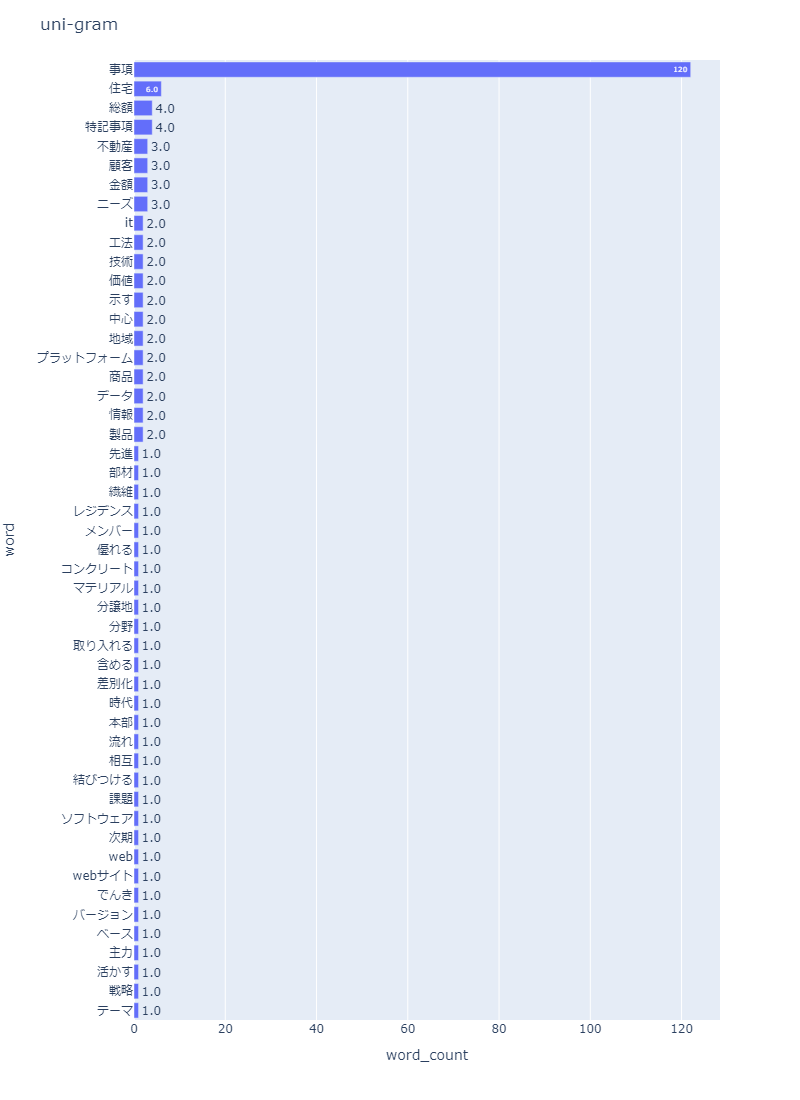 uni-gram
事項 120
住宅 6.0
総額 4.0
特記事項 4.0
不動産 3.0
顧客 3.0
金額 3.0
ニーズ 3.0
it 2.0
工法 2.0
技術 2.0
価値 2.0
示す 2.0
中心 2.0
地域 2.0
プラットフォーム 2.0
商品 2.0
データ 2.0
情報 2.0
製品 2.0
先進 1.0
部材 1.0
繊維 1.0
レジデンス 1.0
メンバー 1.0
優れる 1.0
コンクリート 1.0
マテリアル 1.0
分譲地 1.0
分野 1.0
取り入れる 1.0
含める 1.0
差別化 1.0
時代 1.0
本部 1.0
流れ 1.0
相互 1.0
結びつける 1.0
課題 1.0
ソフトウェア 1.0
次期 1.0
web 1.0
webサイト 1.0
でんき 1.0
バージョン 1.0
ベース 1.0
主力 1.0
活かす 1.0
戦略 1.0
テーマ 1.0
word
0 20 40 60 80 100 120
word_count